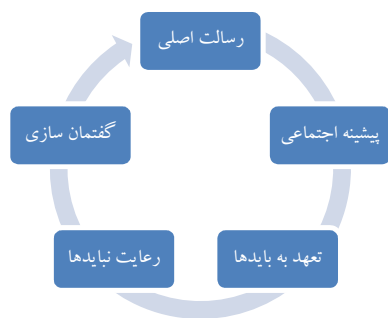 رسالت اصلی
پیشینه اجتماعی
تعهد به بایدها
رعایت نبایدها
گفتمان سازی